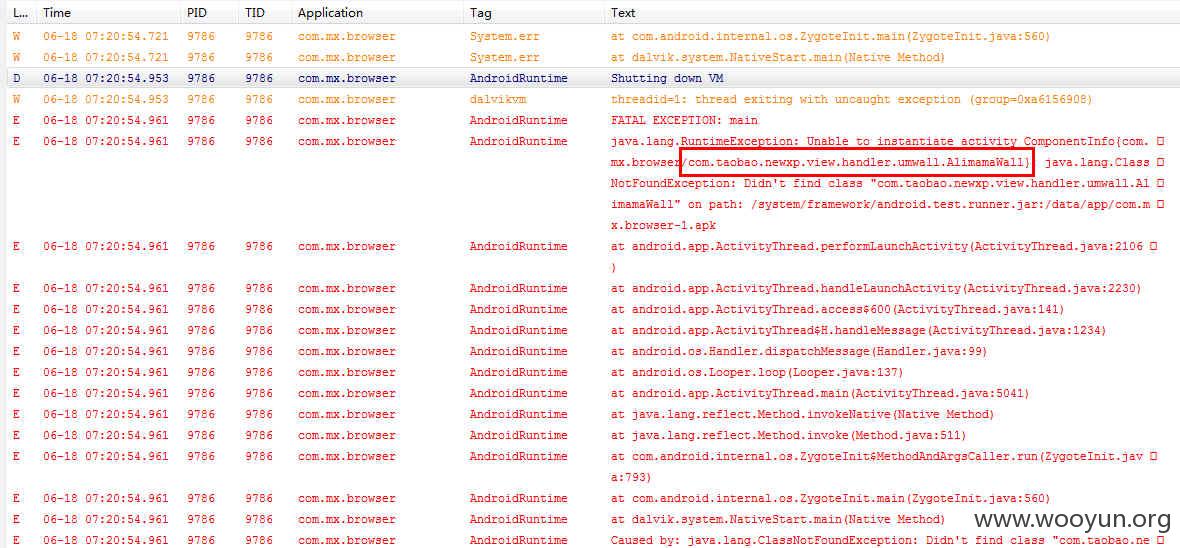 L... Time PID TID Application Tag Text
W 06-18 07:20:54.721 9786 9786 com.mx.browser System.err at com.android.internal.os.ZygoteInit.main(ZygoteInit.java:560)
W 06-18 07:20:54.721 9786 9786 com.mx.browser System.err at dalvik.system.NativeStart.main(Native Method)
D 06-18 07:20:54.953 9786 9786 com.mx.browser AndroidRuntime Shutting down VM
W 06-18 07:20:54.953 9786 9786 com.mx.browser dalvikvm threadid=1: thread exiting with uncaught exception (group=0xa6156908)
E 06-18 07:20:54.961 9786 9786 com.mx.browser AndroidRuntime FATAL EXCEPTION: main
E 06-18 07:20:54.961 9786 9786 com.mx.browser AndroidRuntime java.lang.RuntimeException: Unable to instantiate activity ComponentInfo{com.
mx.browser/com.taobao.newxp.view.handler.umwall.AlimamaWall}: java.lang.Class
NotFoundException: Didn't find class "com.taobao.newxp.view.handler.umwall.Al
imamaWall" on path: /system/framework/android.test.runner.jar:/data/app/com.m
x.browser-1.apk
E 06-18 07:20:54.961 9786 9786 com.mx.browser AndroidRuntime at android.app.ActivityThread.performLaunchActivity(ActivityThread.java:2106
)
E 06-18 07:20:54.961 9786 9786 com.mx.browser AndroidRuntime at android.app.ActivityThread.handleLaunchActivity(ActivityThread.java:2230)
E 06-18 07:20:54.961 9786 9786 com.mx.browser AndroidRuntime at android.app.ActivityThread.access$600(ActivityThread.java:141)
E 06-18 07:20:54.961 9786 9786 com.mx.browser AndroidRuntime at android.app.ActivityThread$H.handleMessage(ActivityThread.java:1234)
E 06-18 07:20:54.961 9786 9786 com.mx.browser AndroidRuntime at android.os.Handler.dispatchMessage(Handler.java:99)
E 06-18 07:20:54.961 9786 9786 com.mx.browser AndroidRuntime at android.os.Looper.loop(Looper.java:137)
E 06-18 07:20:54.961 9786 9786 com.mx.browser AndroidRuntime at android.app.ActivityThread.main(ActivityThread.java:5041)
E 06-18 07:20:54.961 9786 9786 com.mx.browser AndroidRuntime at java.lang.reflect.Method.invokeNative(Native Method)
E 06-18 07:20:54.961 9786 9786 com.mx.browser AndroidRuntime at java.lang.reflect.Method.invoke(Method.java:511)
E 06-18 07:20:54.961 9786 9786 com.mx.browser AndroidRuntime at com.android.internal.os.ZygoteInit$MethodAndArgsCaller.run(ZygoteInit.jav
a:793)
E 06-18 07:20:54.961 9786 9786 com.mx.browser AndroidRuntime at com.android.internal.os.ZygoteInit.main(ZygoteInit.java:560)
E 06-18 07:20:54.961 9786 9786 com.mx.browser AndroidRuntime at dalvik.system.NativeStart.main(Native Method)
E 06-18 07:20:54.961 9786 9786 com.mx.browser AndroidRuntime Caused by: java.lang.ClassNotFoundException: Didn't find class "com.taobao.ne
www.wooyun.org